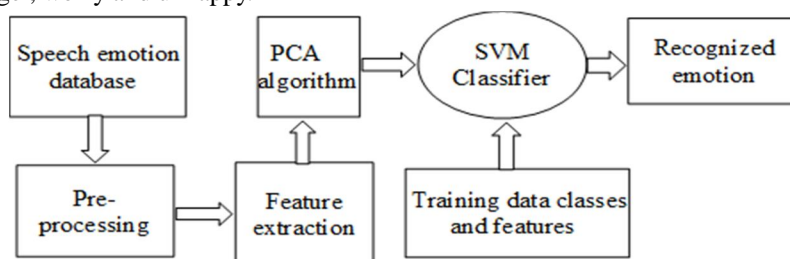 Speech emotion
database
PCA
algorithm
SVM
Classifier
Recognized
emotion
Pre-
processing
Feature
extraction
Training data classes
and features